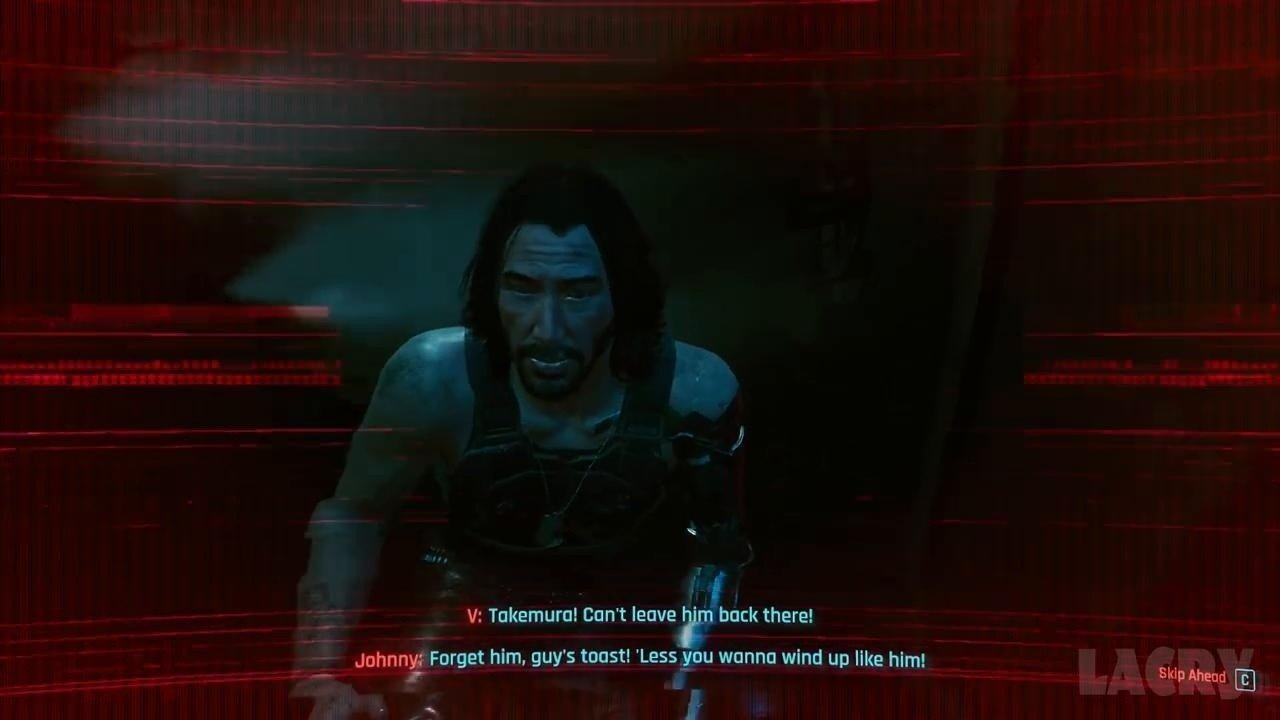 V: Takemura! Can't leave him back there!
Johnny: Forget him, guy's toast! 'Less you wanna wind up like him!
LACRY
Skip Ahead C